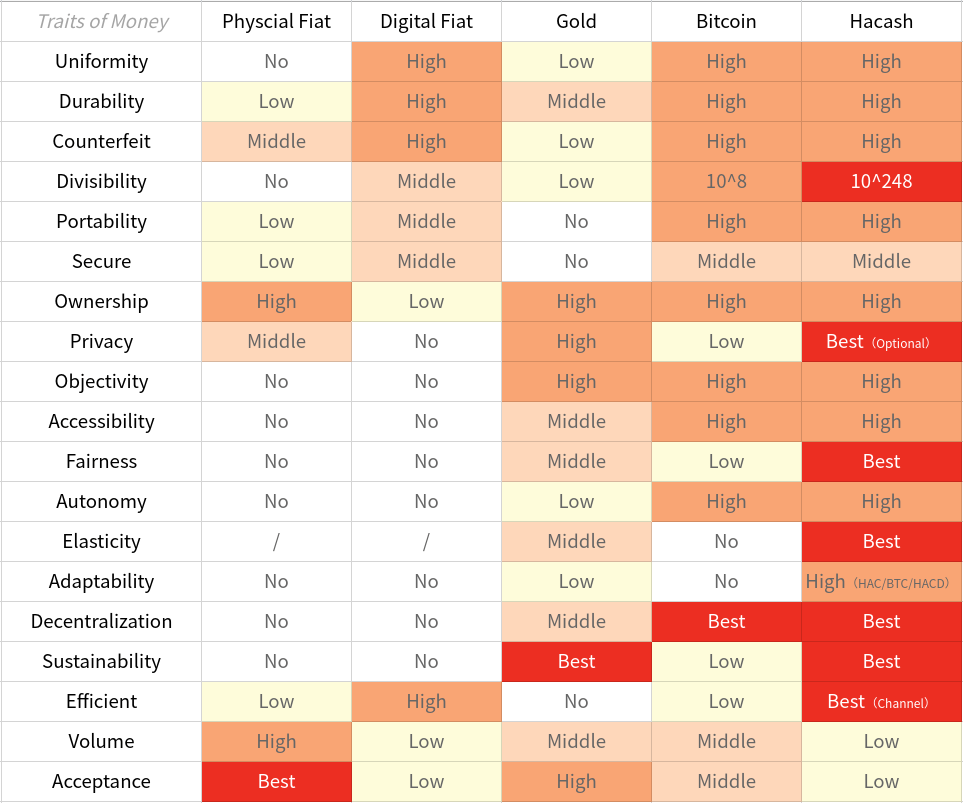 Traits of Money Physcial Fiat Digital Fiat Gold Bitcoin Hacash
Uniformity No High Low High High
Durability Low High Middle High High
Counterfeit Middle High Low High High
Divisibility No Middle Low 10^8 10^248
Portability Low Middle No High High
Secure Low Middle No Middle Middle
Ownership High Low High High High
Privacy Middle No High Low Best（Optional）
Objectivity No No High High High
Accessibility No No Middle High High
Fairness No No Middle Low Best
Autonomy No No Low High High
Elasticity / / Middle No Best
Adaptability No No Low No High（HAC/BTC/HACD）
Decentralization No No Middle Best Best
Sustainability No No Best Low Best
Efficient Low High No Low Best（Channel）
Volume High Low Middle Middle Low
Acceptance Best Low High Middle Low